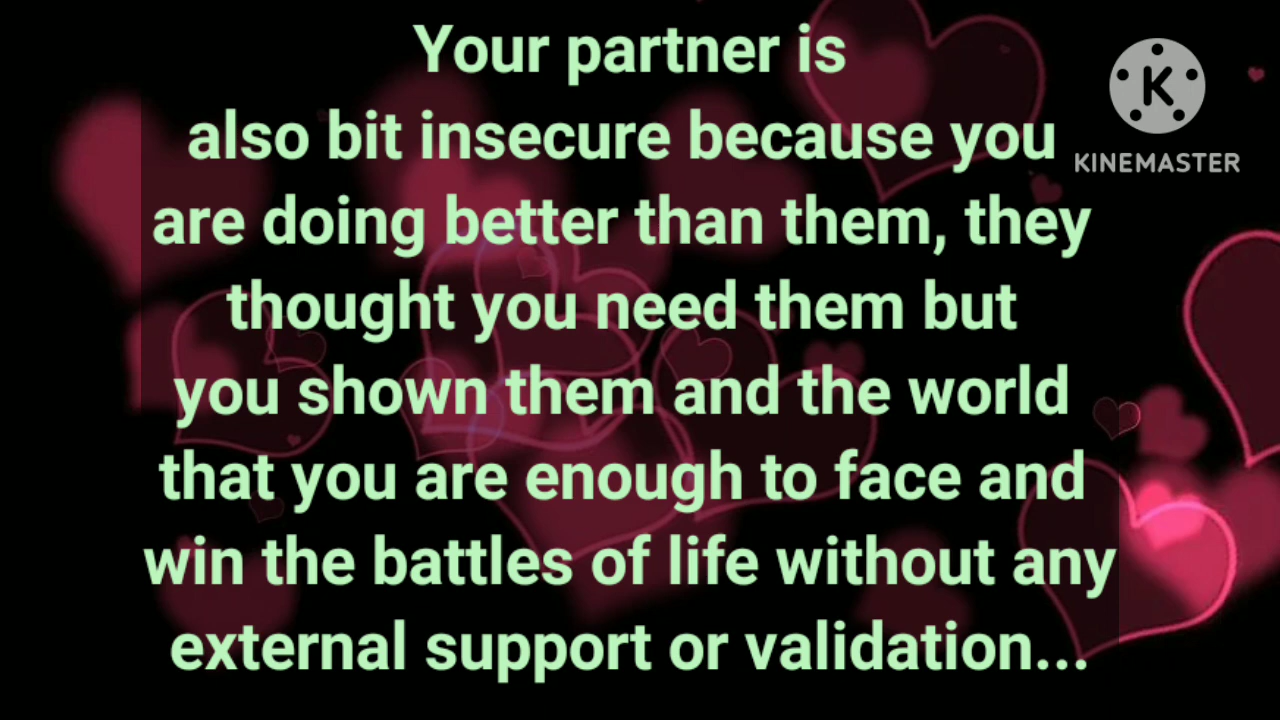 Your partner is
also bit insecure because you
are doing better than them, they
thought you need them but
you shown them and the world
that you are enough to face and
win the battles of life without any
external support or validation...
K
KINEMASTER